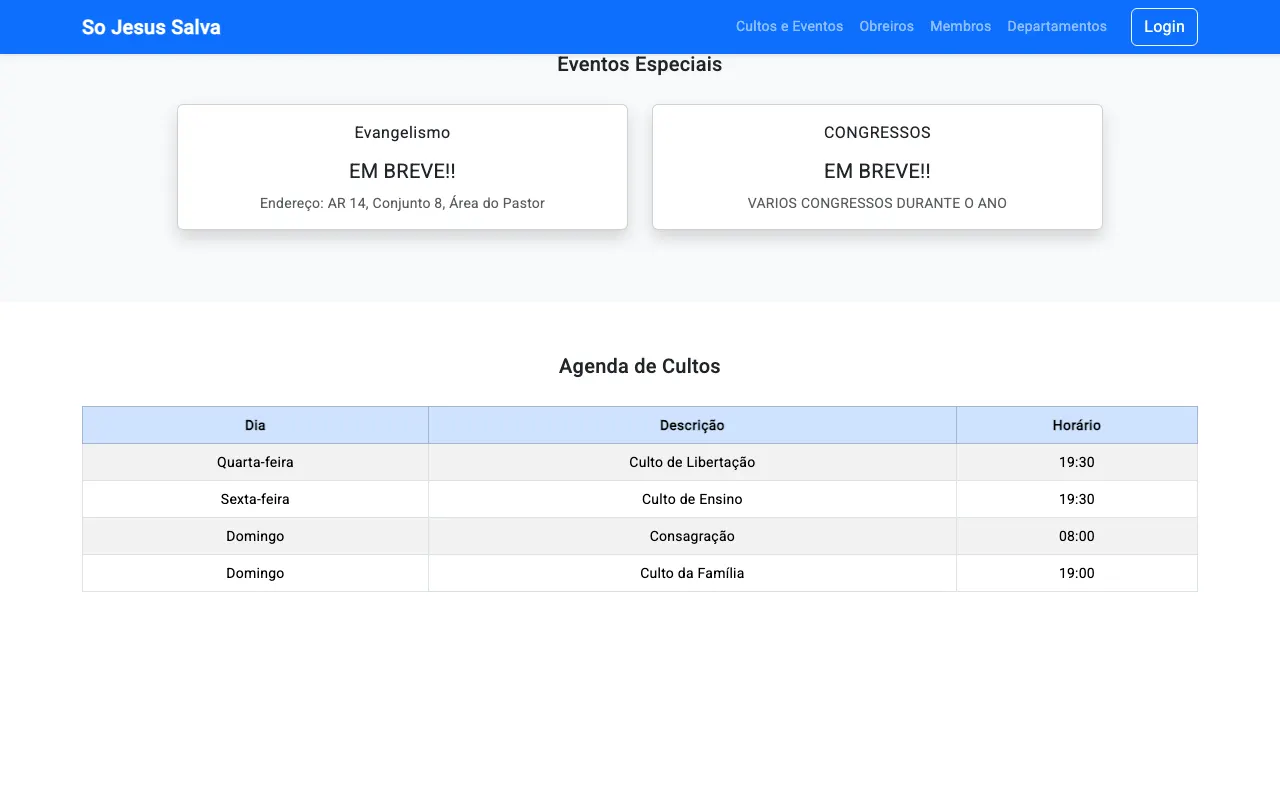 So Jesus Salva
Cultos e Eventos Obreiros Membros Departamentos Login
Eventos Especiais
Evangelismo
EM BREVE!!
Endereço: AR 14, Conjunto 8, Área do Pastor
CONGRESSOS
EM BREVE!!
VARIOS CONGRESSOS DURANTE O ANO
Agenda de Cultos
Dia Descrição Horário
Quarta-feira Culto de Libertação 19:30
Sexta-feira Culto de Ensino 19:30
Domingo Consagração 08:00
Domingo Culto da Família 19:00